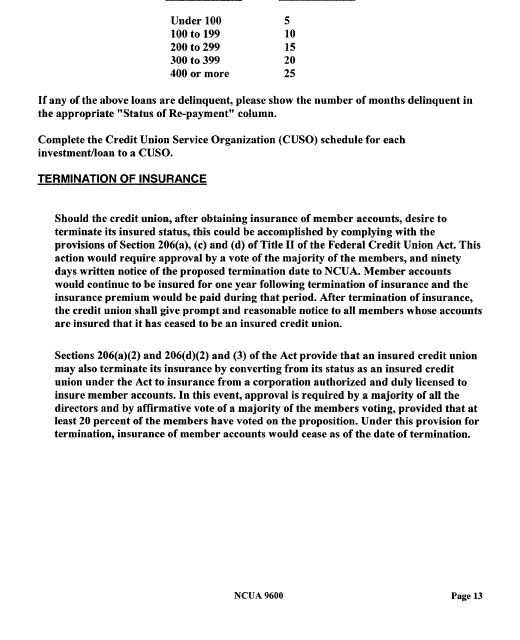 Under 100 5
100 to 199 10
200 to 299 15
300 to 399 20
400 or more 25
If any of the above loans are delinquent, please show the number of months delinquent in
the appropriate "Status of Re-payment" column.
Complete the Credit Union Service Organization (CUSO) schedule for each
investment/loan to a CUSO.
TERMINATION OF INSURANCE
Should the credit union, after obtaining insurance of member accounts, desire to
terminate its insured status, this could be accomplished by complying with the
provisions of Section 206(a), (c) and (d) of Title II of the Federal Credit Union Act. This
action would require approval by a vote of the majority of the members, and ninety
days written notice of the proposed termination date to NCUA. Member accounts
would continue to be insured for one year following termination of insurance and the
insurance premium would be paid during that period. After termination of insurance,
the credit union shall give prompt and reasonable notice to all members whose accounts
are insured that it has ceased to be an insured credit union.
Sections 206(a)(2) and 206(d)(2) and (3) of the Act provide that an insured credit union
may also terminate its insurance by converting from its status as an insured credit
union under the Act to insurance from a corporation authorized and duly licensed to
insure member accounts. In this event, approval is required by a majority of all the
directors and by affirmative vote of a majority of the members voting, provided that at
least 20 percent of the members have voted on the proposition. Under this provision for
termination, insurance of member accounts would cease as of the date of termination.
NCUA 9600 Page 13